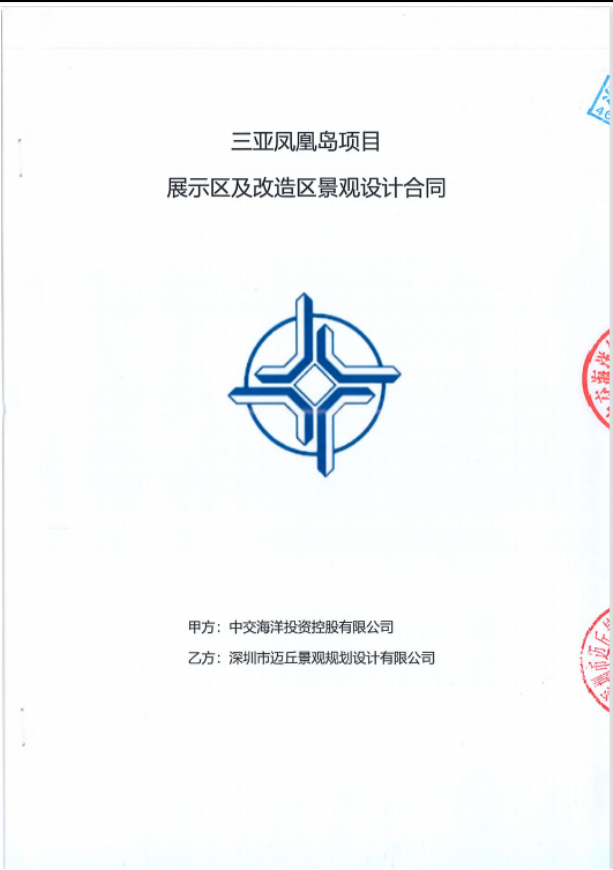 三亚凤凰岛项目
展示区及改造区景观设计合同
甲方：中交海洋投资控股有限公司
乙方：深圳市迈丘景观规划设计有限公司